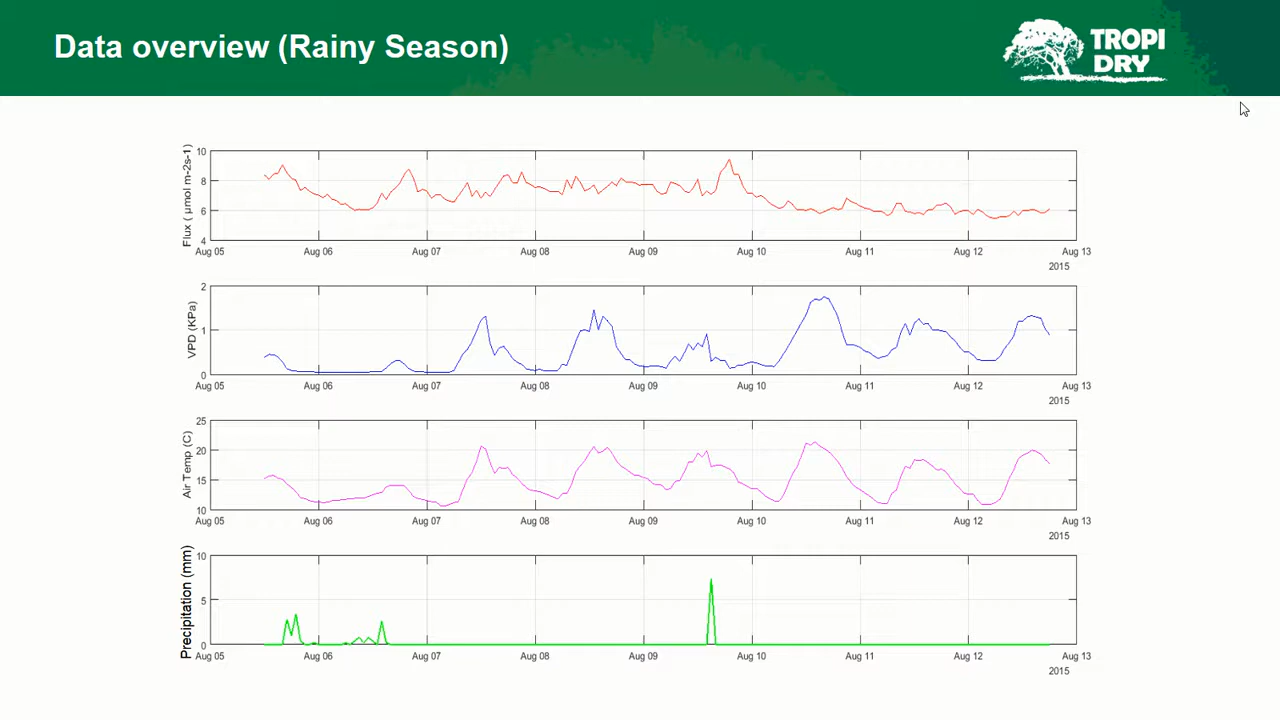 Data overview (Rainy Season)
TROPI
DRY
Flux ( μmol m-2s-1)
10
8
6
4
Aug 05 Aug 06 Aug 07 Aug 08 Aug 09 Aug 10 Aug 11 Aug 12 Aug 13
2015
VPD (KPa)
2
1
0
Aug 05 Aug 06 Aug 07 Aug 08 Aug 09 Aug 10 Aug 11 Aug 12 Aug 13
2015
Air Temp (C)
25
20
15
10
Aug 05 Aug 06 Aug 07 Aug 08 Aug 09 Aug 10 Aug 11 Aug 12 Aug 13
2015
Precipitation (mm)
10
5
0
Aug 05 Aug 06 Aug 07 Aug 08 Aug 09 Aug 10 Aug 11 Aug 12 Aug 13
2015